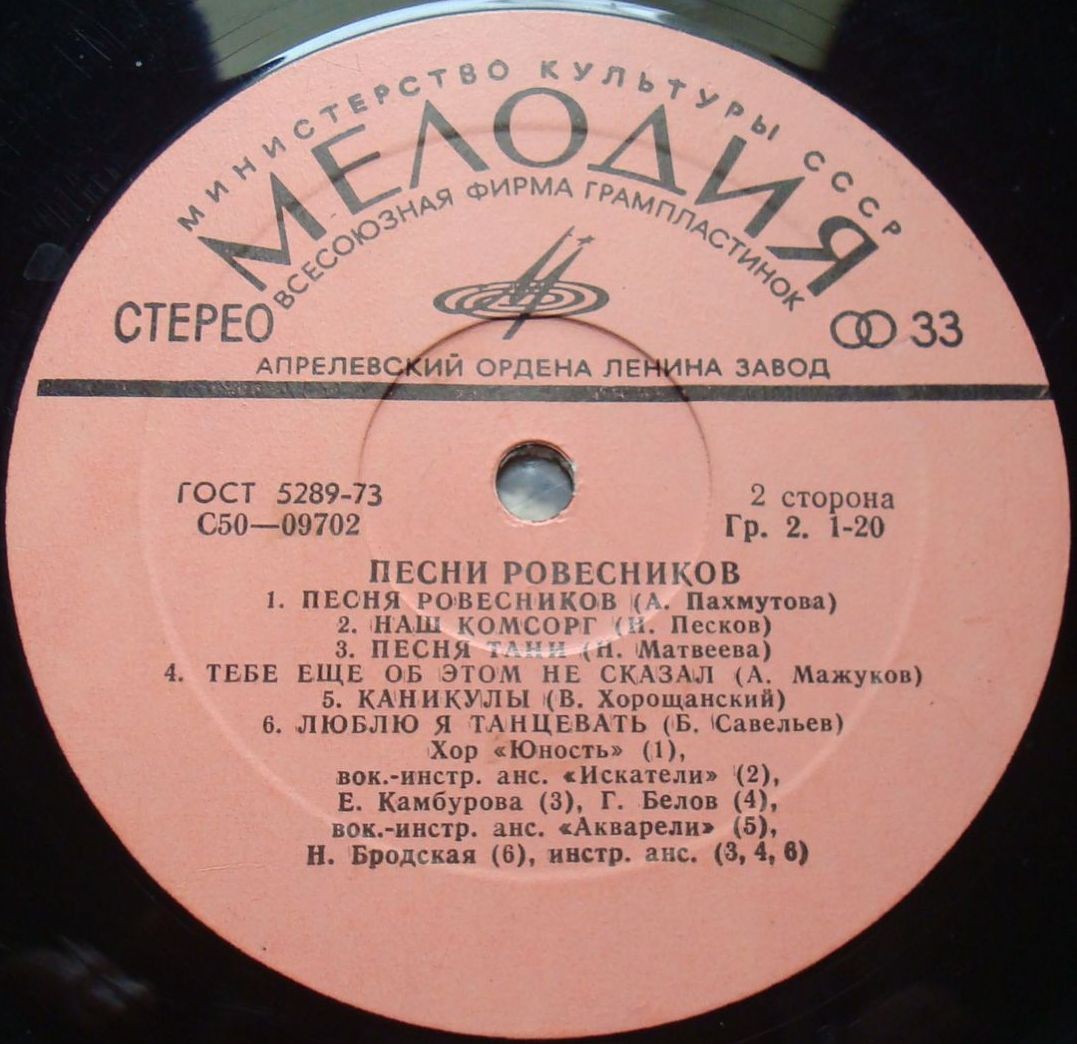 МИНИСТЕРСТВО КУЛЬТУРЫ СССР
МЕЛОДИЯ
ВСЕСОЮЗНАЯ ФИРМА ГРАМПЛАСТИНОК
СТЕРЕО 33
АПРЕЛЕВСКИЙ ОРДЕНА ЛЕНИНА ЗАВОД
ГОСТ 5289-73 2 сторона
С50—09702 Гр. 2. 1-20
ПЕСНИ РОВЕСНИКОВ
1. ПЕСНЯ РОВЕСНИКОВ (А. Пахмутова)
2. НАШ КОМСОРГ (Н. Песков)
3. ПЕСНЯ ТАНИ (Н. Матвеева)
4. ТЕБЕ ЕЩЕ ОБ ЭТОМ НЕ СКАЗАЛ (А. Мажуков)
5. КАНИКУЛЫ (В. Хорощанский)
6. ЛЮБЛЮ Я ТАНЦЕВАТЬ (Б. Савельев)
Хор «Юность» (1),
вок.-инстр. анс. «Искатели» (2),
Е. Камбурова (3), Г. Белов (4),
вок.-инстр. анс. «Акварели» (5),
Н. Бродская (6), инстр. анс. (3, 4, 6)